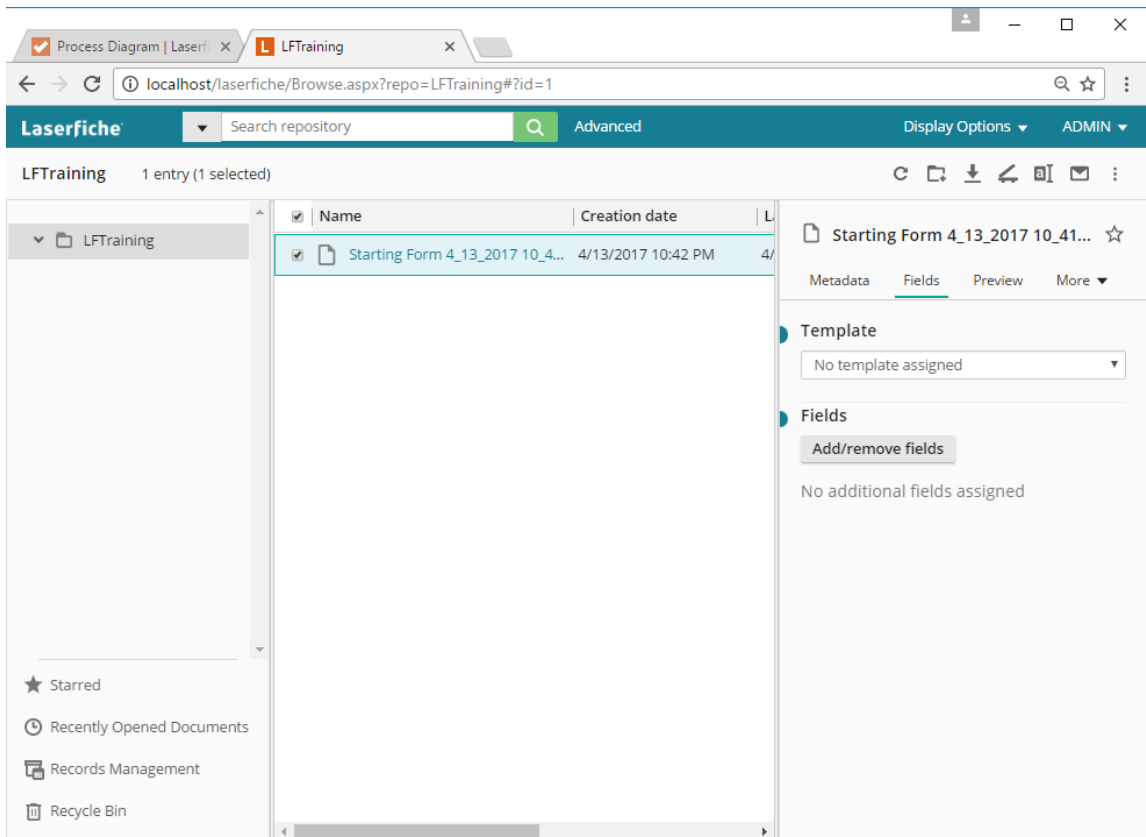 Process Diagram | Laserfi
LFTraining
localhost/laserfiche/Browse.aspx?repo=LFTraining#?id=1
Laserfiche Search repository Advanced Display Options ADMIN
LFTraining 1 entry (1 selected)
LFTraining
Name Creation date L
Starting Form 4_13_2017 10_4... 4/13/2017 10:42 PM 4/
Starting Form 4_13_2017 10_41...
Metadata Fields Preview More
Template
No template assigned
Fields
Add/remove fields
No additional fields assigned
Starred
Recently Opened Documents
Records Management
Recycle Bin